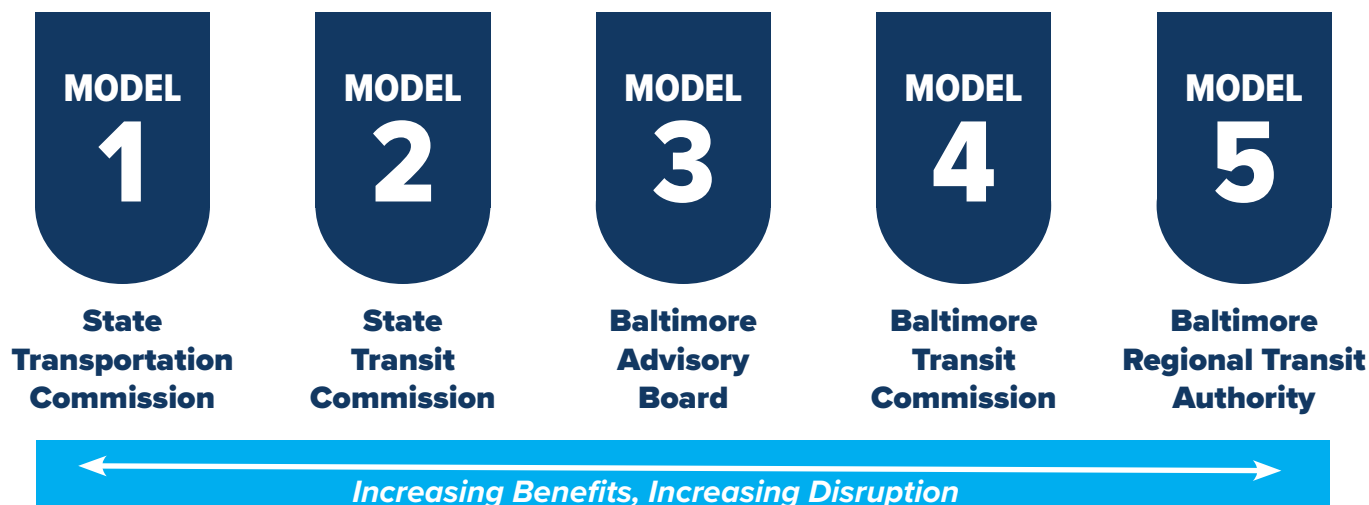 MODEL
1
State
Transportation
Commission
MODEL
2
State
Transit
Commission
MODEL
3
Baltimore
Advisory
Board
MODEL
4
Baltimore
Transit
Commission
MODEL
5
Baltimore
Regional Transit
Authority
Increasing Benefits, Increasing Disruption